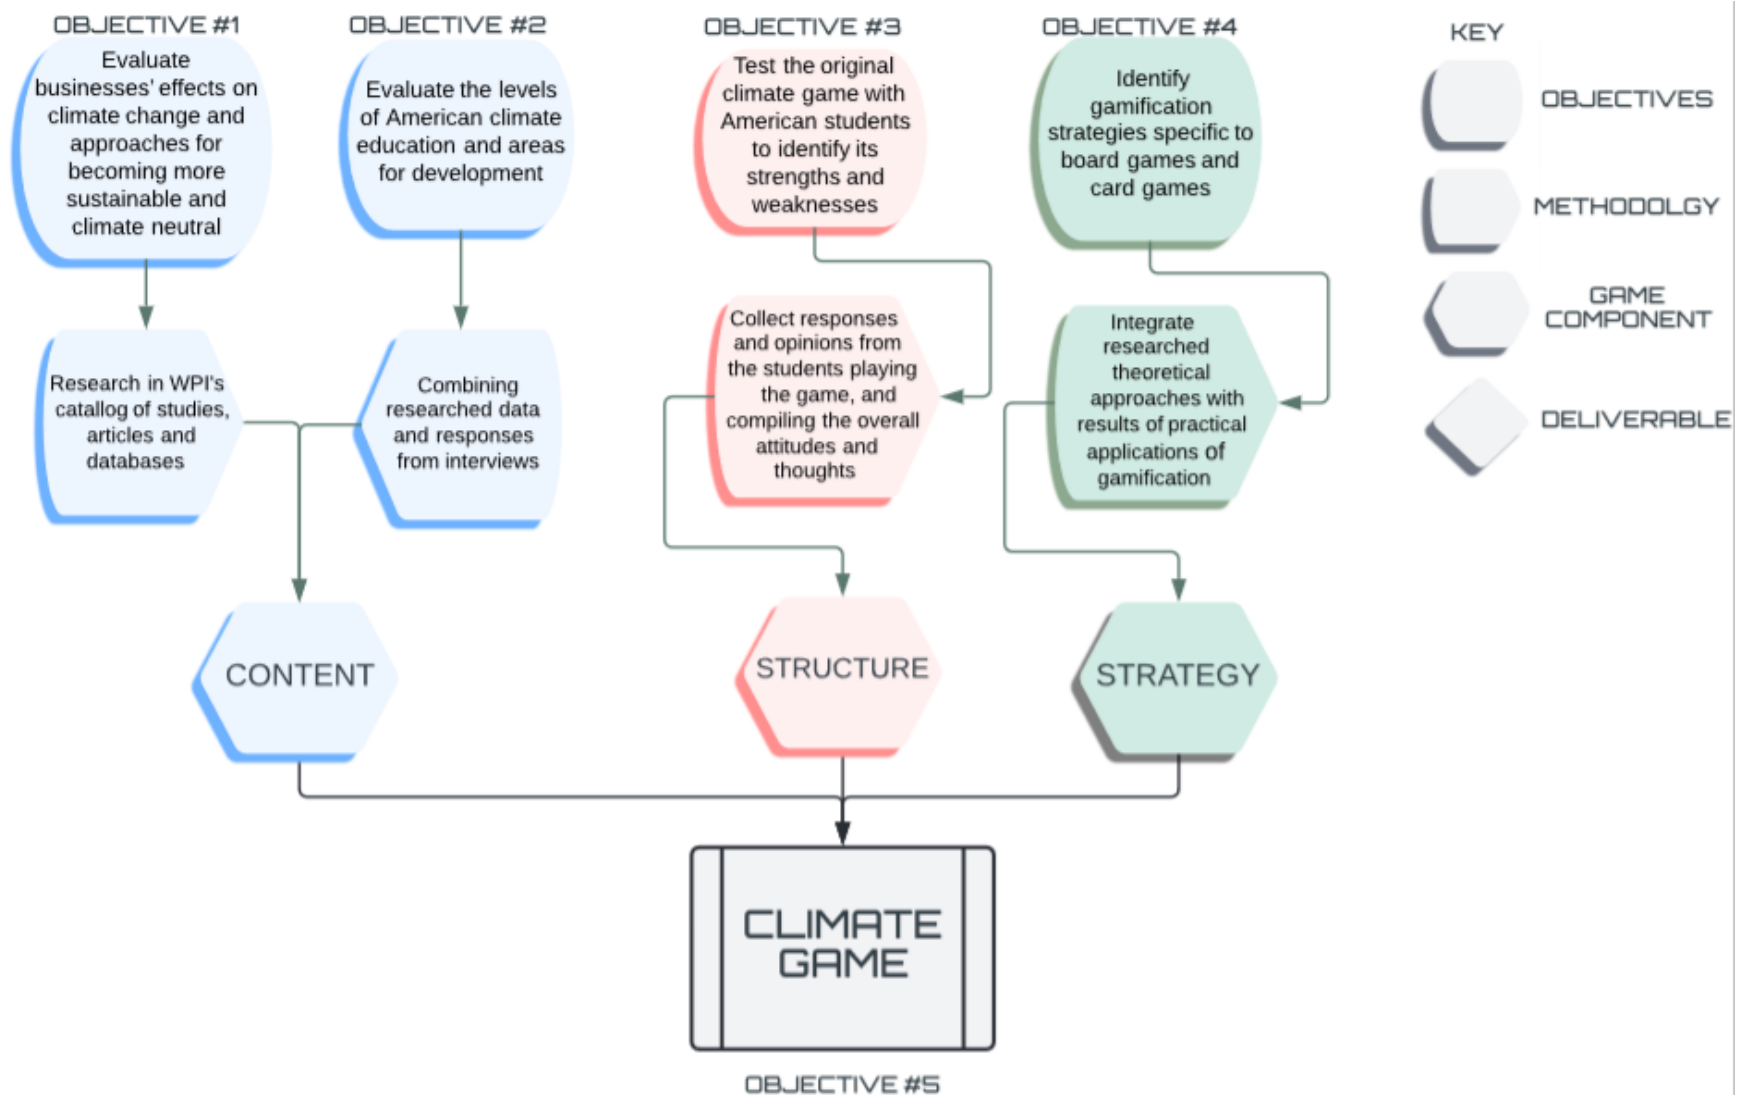 OBJECTIVE #1
Evaluate
businesses' effects on
climate change and
approaches for
becoming more
sustainable and
climate neutral
OBJECTIVE #2
Evaluate the levels
of American climate
education and areas
for development
OBJECTIVE #3
Test the original
climate game with
American students
to identify its
strengths and
weaknesses
OBJECTIVE #4
Identify
gamification
strategies specific to
board games and
card games
KEY
OBJECTIVES
METHODOLGY
GAME
COMPONENT
DELIVERABLE
Research in WPI's
catallog of studies,
articles and
databases
Combining
researched data
and responses
from interviews
Collect responses
and opinions from
the students playing
the game, and
compiling the overall
attitudes and
thoughts
Integrate
researched
theoretical
approaches with
results of practical
applications of
gamification
CONTENT
STRUCTURE
STRATEGY
CLIMATE
GAME
OBJECTIVE #5